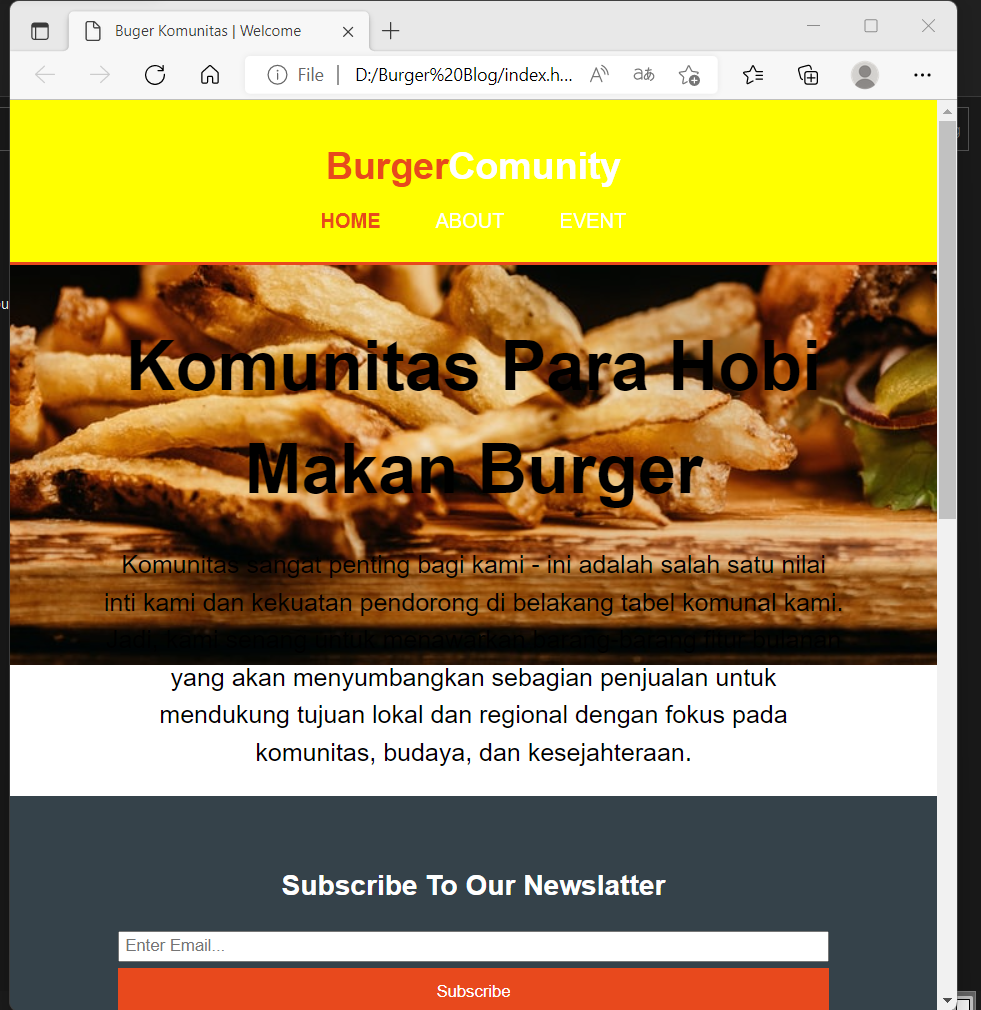 Buger Komunitas | Welcome
File | D:/Burger%20Blog/index.h...
BurgerComunity
HOME ABOUT EVENT
Komunitas Para Hobi
Makan Burger
Komunitas sangat penting bagi kami - ini adalah salah satu nilai
inti kami dan kekuatan pendorong di belakang tabel komunal kami.
Jadi, kami senang untuk menawarkan barang-barang fitur bulanan
yang akan menyumbangkan sebagian penjualan untuk
mendukung tujuan lokal dan regional dengan fokus pada
komunitas, budaya, dan kesejahteraan.
Subscribe To Our Newslatter
Enter Email...
Subscribe